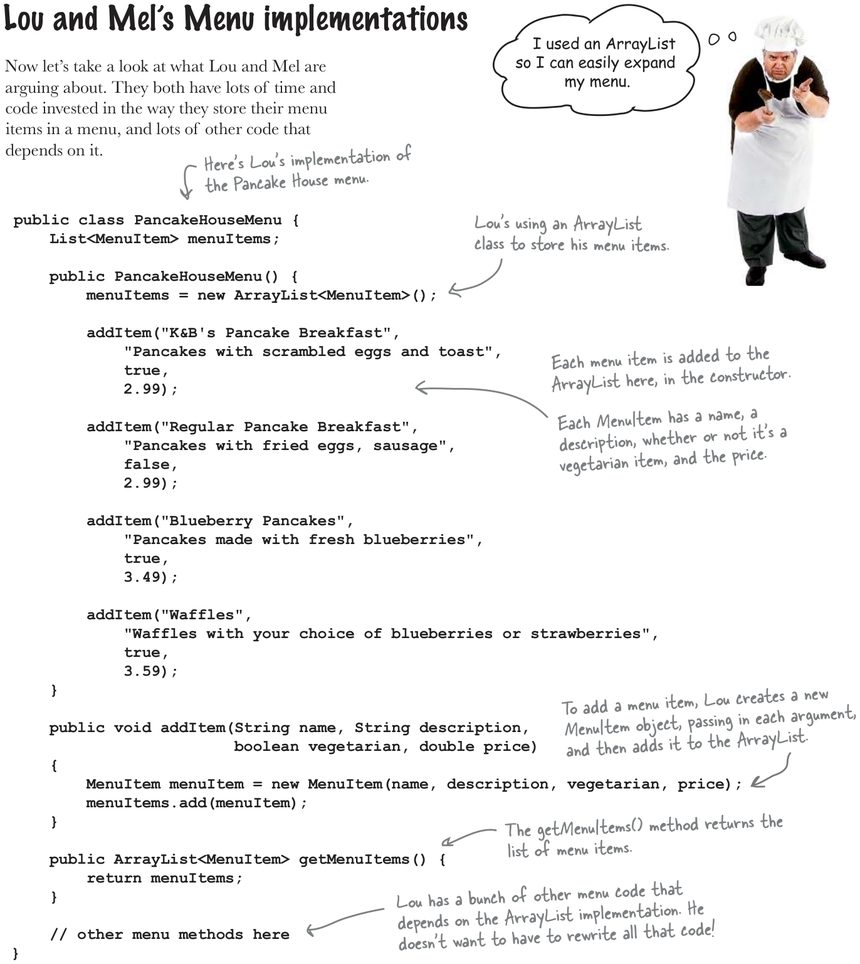 Lou and Mel's Menu implementations
I used an ArrayList
so I can easily expand
my menu.
Now let's take a look at what Lou and Mel are
arguing about. They both have lots of time and
code invested in the way they store their menu
items in a menu, and lots of other code that
depends on it.
Here's Lou's implementation of
the Pancake House menu.
public class PancakeHouseMenu {
List<MenuItem> menuItems;
Lou's using an ArrayList
class to store his menu items.
public PancakeHouseMenu() {
menuItems = new ArrayList<MenuItem>();
addItem("K&B's Pancake Breakfast",
"Pancakes with scrambled eggs and toast",
true,
2.99);
Each menu item is added to the
ArrayList here, in the constructor.
Each MenuItem has a name, a
description, whether or not it's a
vegetarian item, and the price.
addItem("Regular Pancake Breakfast",
"Pancakes with fried eggs, sausage",
false,
2.99);
addItem("Blueberry Pancakes",
"Pancakes made with fresh blueberries",
true,
3.49);
addItem("Waffles",
"Waffles with your choice of blueberries or strawberries",
true,
3.59);
}
To add a menu item, Lou creates a new
MenuItem object, passing in each argument,
and then adds it to the ArrayList.
public void addItem(String name, String description,
boolean vegetarian, double price)
{
MenuItem menuItem = new MenuItem(name, description, vegetarian, price);
menuItems.add(menuItem);
}
The getMenuItems() method returns the
list of menu items.
public ArrayList<MenuItem> getMenuItems() {
return menuItems;
}
Lou has a bunch of other menu code that
depends on the ArrayList implementation. He
doesn't want to have to rewrite all that code!
// other menu methods here
}